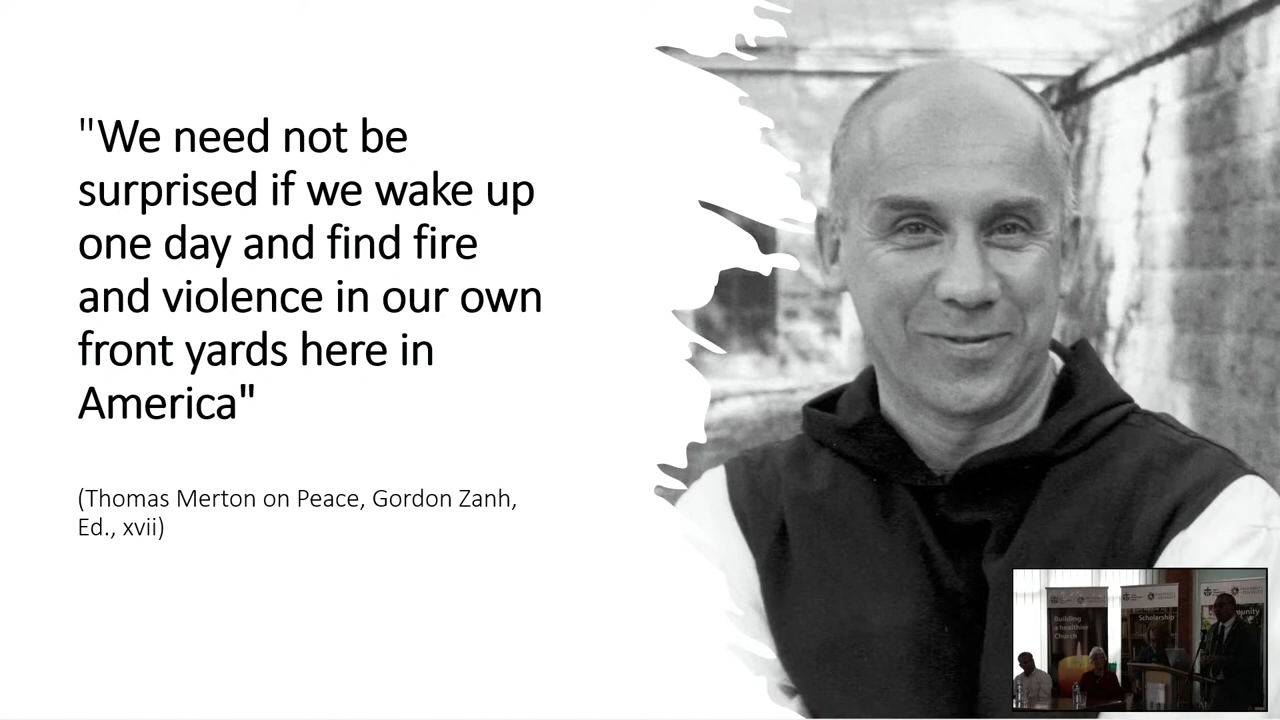 "We need not be
surprised if we wake up
one day and find fire
and violence in our own
front yards here in
America"
(Thomas Merton on Peace, Gordon Zanh,
Ed., xvii)
Building
a healthier
Church
Scholarship